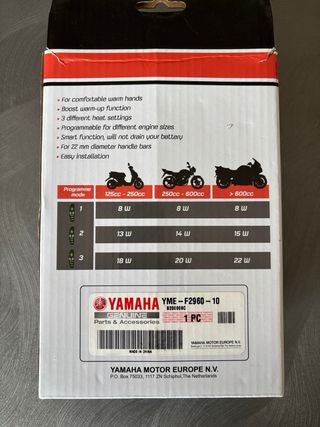 For comfortable warm hands
Boost warm-up function
3 different heat settings
Programmable for different engine sizes
Smart function, will not drain your battery
For 22 mm diameter handle bars
Easy installation
Programme mode 125cc - 250cc 250cc - 600cc > 600cc
1 8 W 8 W 8 W
2 13 W 14 W 15 W
3 18 W 20 W 22 W
YAMAHA YME-F2960-10
GENUINE
Parts & Accessories 1 PC
MADE IN CHINA
YAMAHA MOTOR EUROPE N.V.
YAMAHA MOTOR EUROPE N.V.
P.O. Box 75033, 1117 ZN Schiphol, The Netherlands